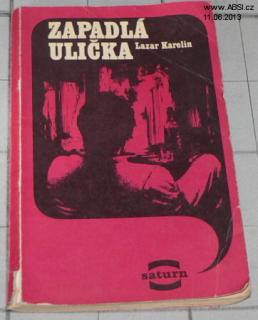 www.ABSI.cz
11.06.2013
ZAPADLÁ
ULIČKA
Lazar Karelin
saturn